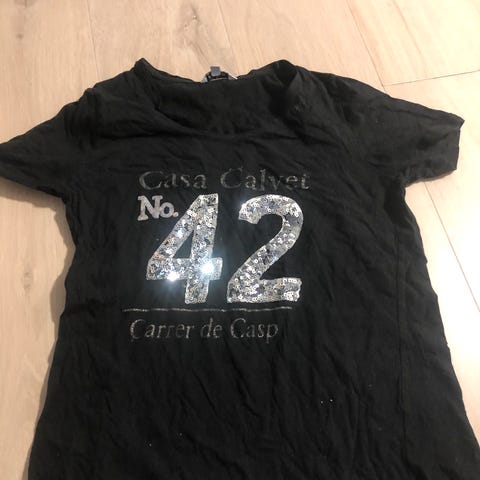 Casa Calvet
No. 42
Carrer de Casp